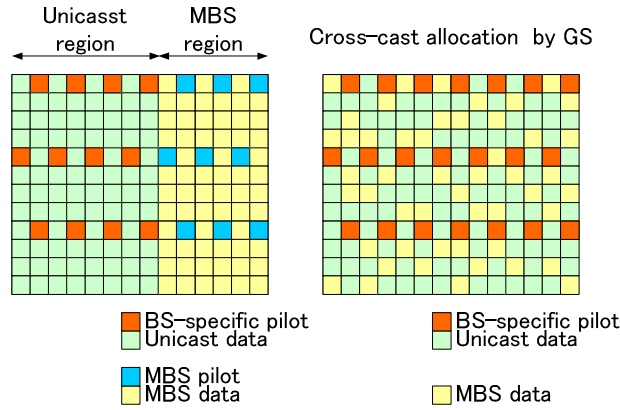 Unicasst
region
MBS
region
Cross-cast allocation by GS
BS-specific pilot
Unicast data
MBS pilot
MBS data
BS-specific pilot
Unicast data
MBS data